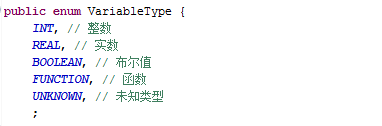 public enum VariableType {
INT, // 整数
REAL, // 实数
BOOLEAN, // 布尔值
FUNCTION, // 函数
UNKNOWN, // 未知类型
;